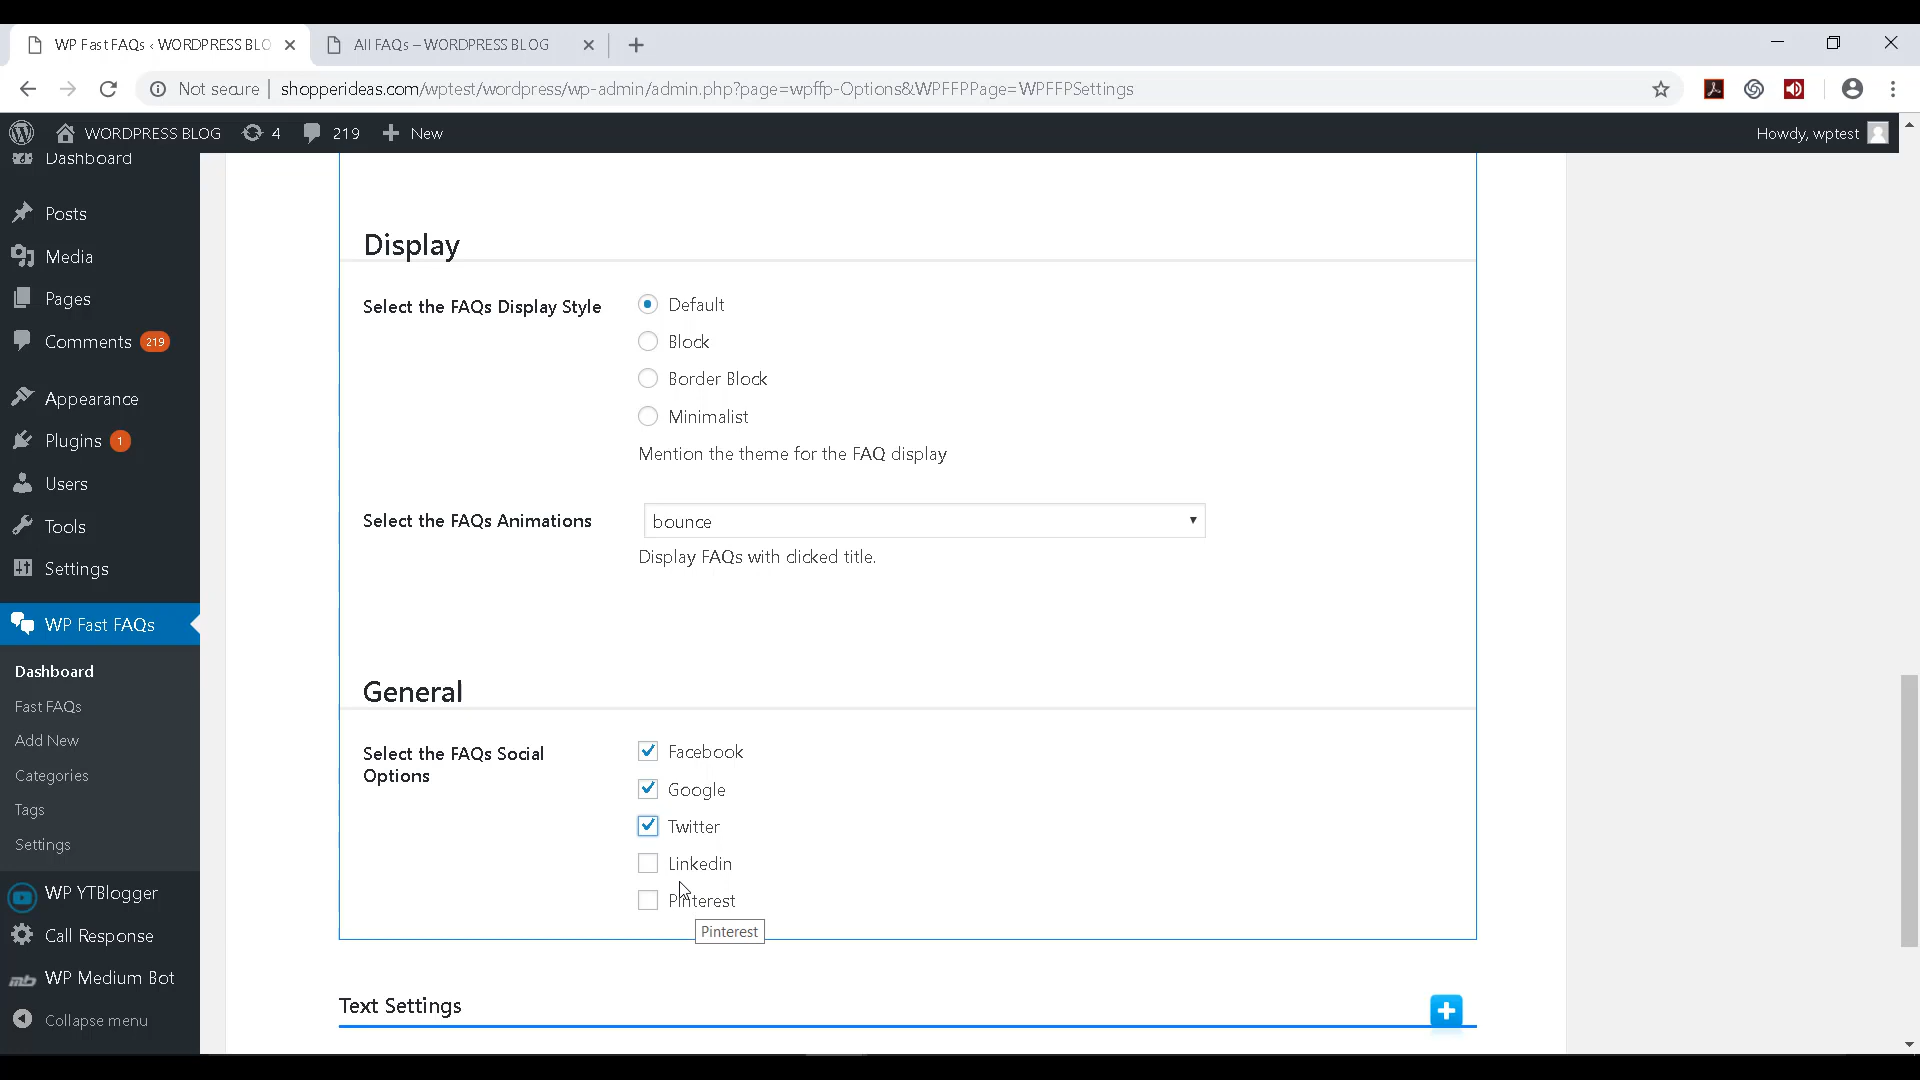 WP Fast FAQs ‹ WORDPRESS BLO
All FAQs – WORDPRESS BLOG
Not secure | shopperideas.com/wptest/wordpress/wp-admin/admin.php?page=wpffp-Options&WPFFPPage=WPFFPSettings
WORDPRESS BLOG 4 219 New
Howdy, wptest
Dashboard
Posts
Media
Pages
Comments 219
Appearance
Plugins 1
Users
Tools
Settings
WP Fast FAQs
Dashboard
Fast FAQs
Add New
Categories
Tags
Settings
WP YTBlogger
Call Response
mb WP Medium Bot
Collapse menu
Display
Select the FAQs Display Style
Default
Block
Border Block
Minimalist
Mention the theme for the FAQ display
Select the FAQs Animations
bounce
Display FAQs with clicked title.
General
Select the FAQs Social
Options
Facebook
Google
Twitter
Linkedin
Pinterest
Pinterest
Text Settings